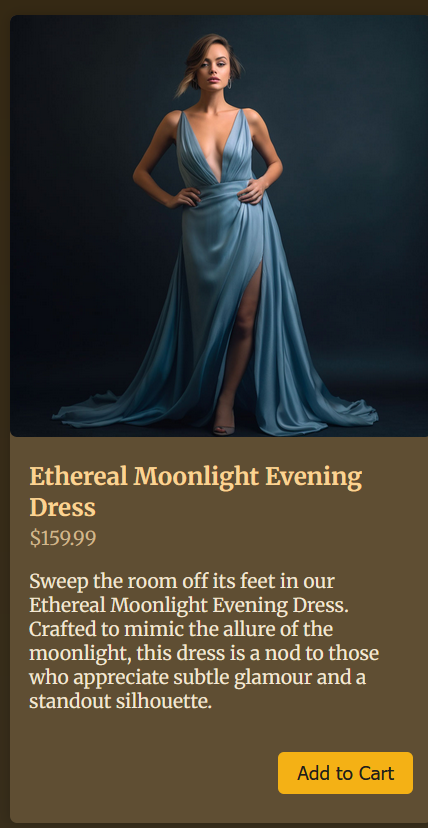 Ethereal Moonlight Evening
Dress
$159.99
Sweep the room off its feet in our
Ethereal Moonlight Evening Dress.
Crafted to mimic the allure of the
moonlight, this dress is a nod to those
who appreciate subtle glamour and a
standout silhouette.
Add to Cart